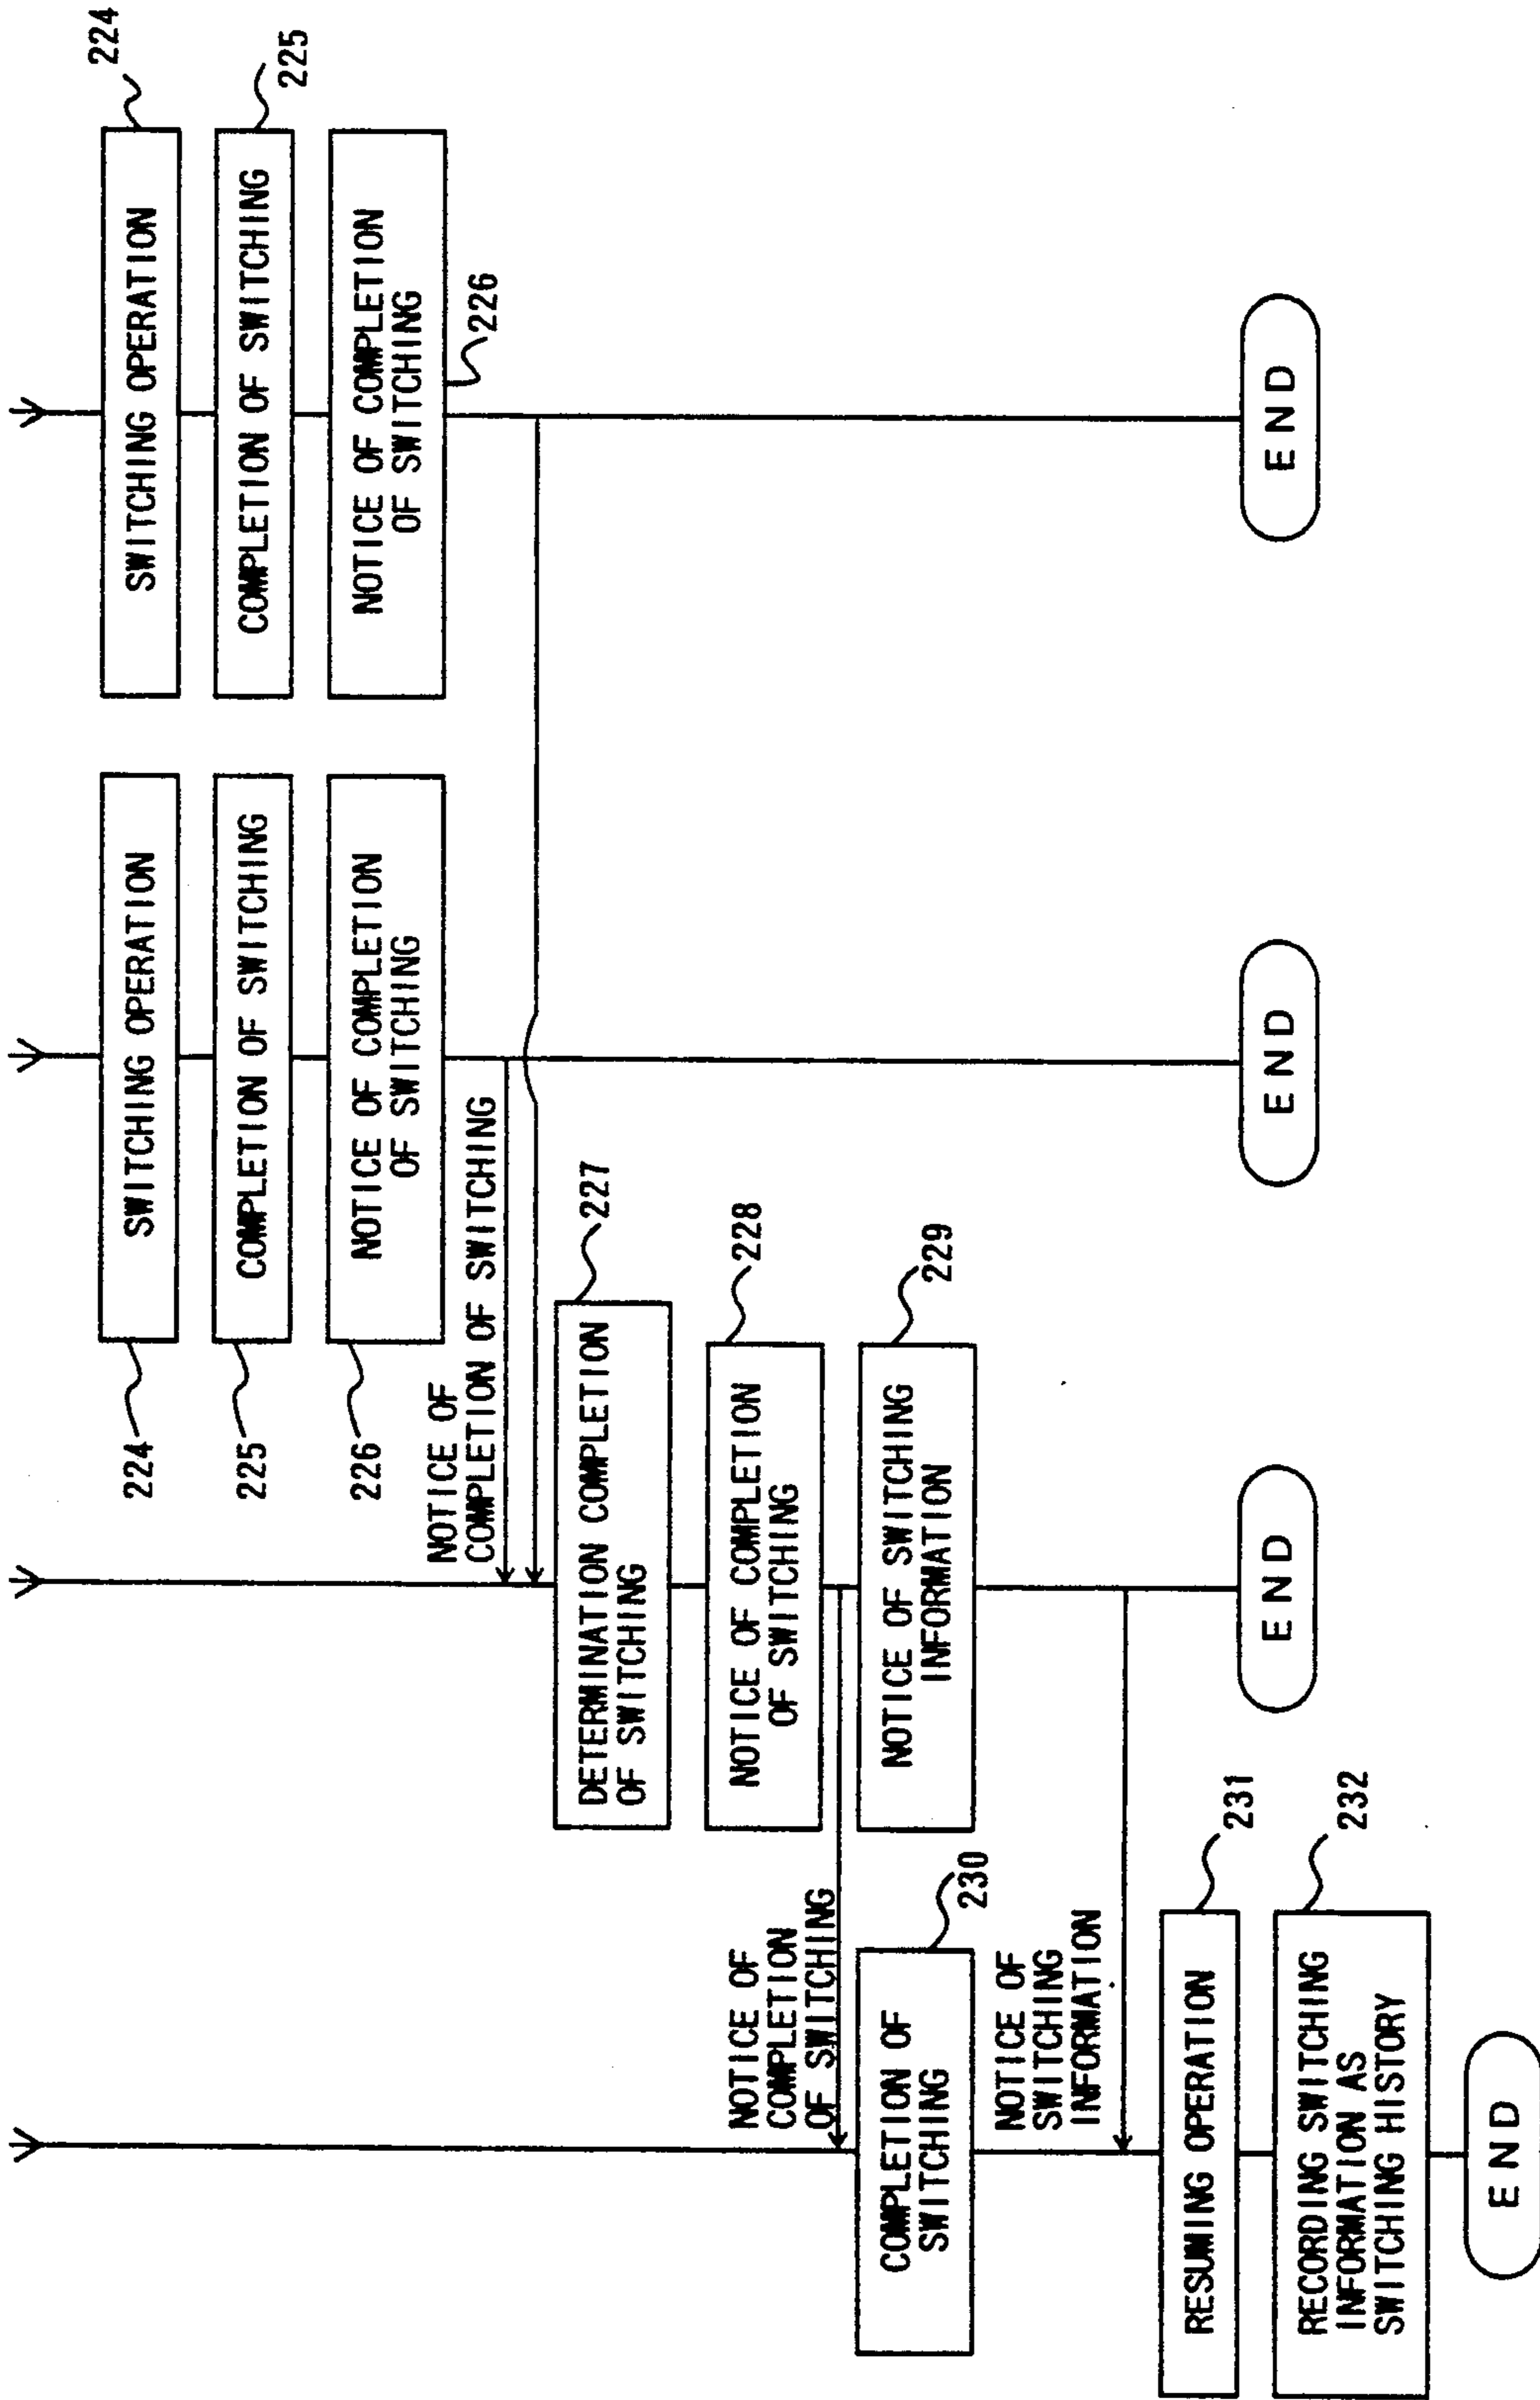 SWITCHING OPERATION
224
COMPLETION OF SWITCHING
225
NOTICE OF COMPLETION
OF SWITCHING
226
SWITCHING OPERATION
224
COMPLETION OF SWITCHING
225
NOTICE OF COMPLETION
OF SWITCHING
226
NOTICE OF
COMPLETION OF SWITCHING
DETERMINATION COMPLETION
OF SWITCHING
227
NOTICE OF COMPLETION
OF SWITCHING
228
NOTICE OF SWITCHING
INFORMATION
229
NOTICE OF
COMPLETION
OF SWITCHING
COMPLETION OF
SWITCHING
230
NOTICE OF
SWITCHING
INFORMATION
RESUMING OPERATION
231
RECORDING SWITCHING
INFORMATION AS
SWITCHING HISTORY
232
END
END
END
END